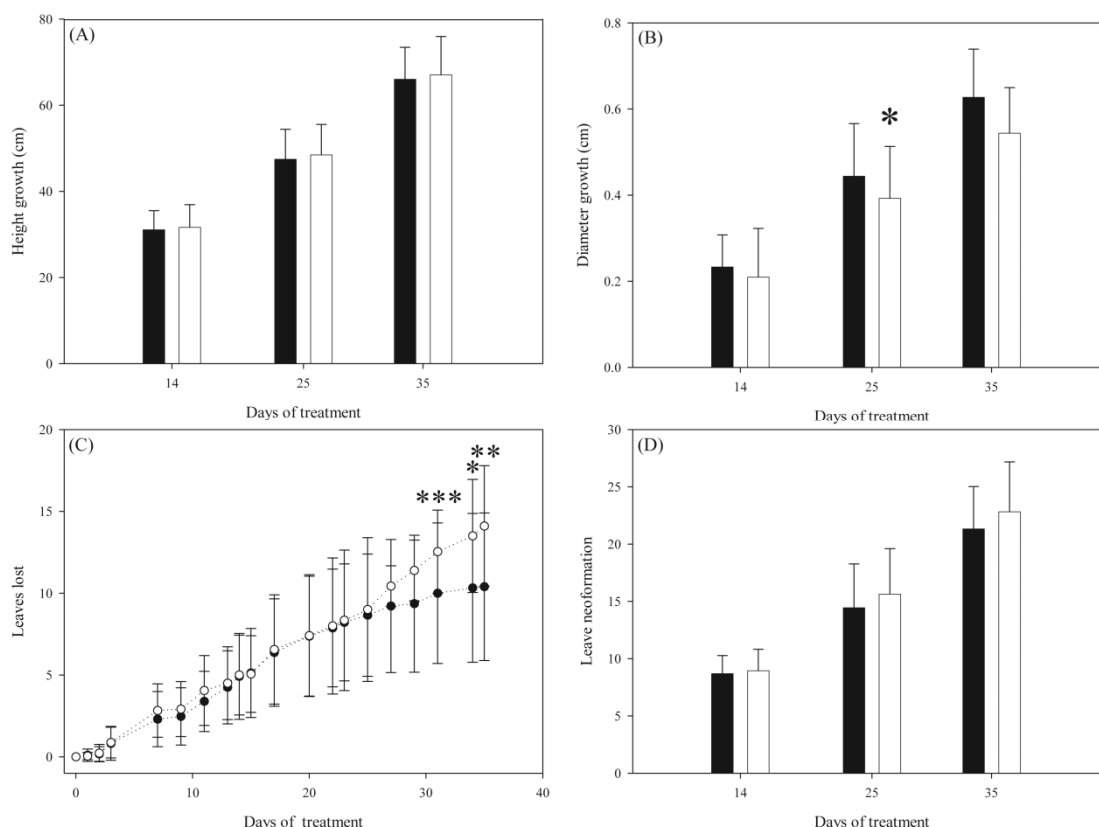 (A)
80
60
40
20
0
Height growth (cm)
14 25 35
Days of treatment
(B)
0.8
0.6
0.4
0.2
0.0
Diameter growth (cm)
*
14 25 35
Days of treatment
(C)
20
15
10
5
0
Leaves lost
***
*
**
0 10 20 30 40
Days of treatment
(D)
30
25
20
15
10
5
0
Leave neoformation
14 25 35
Days of treatment